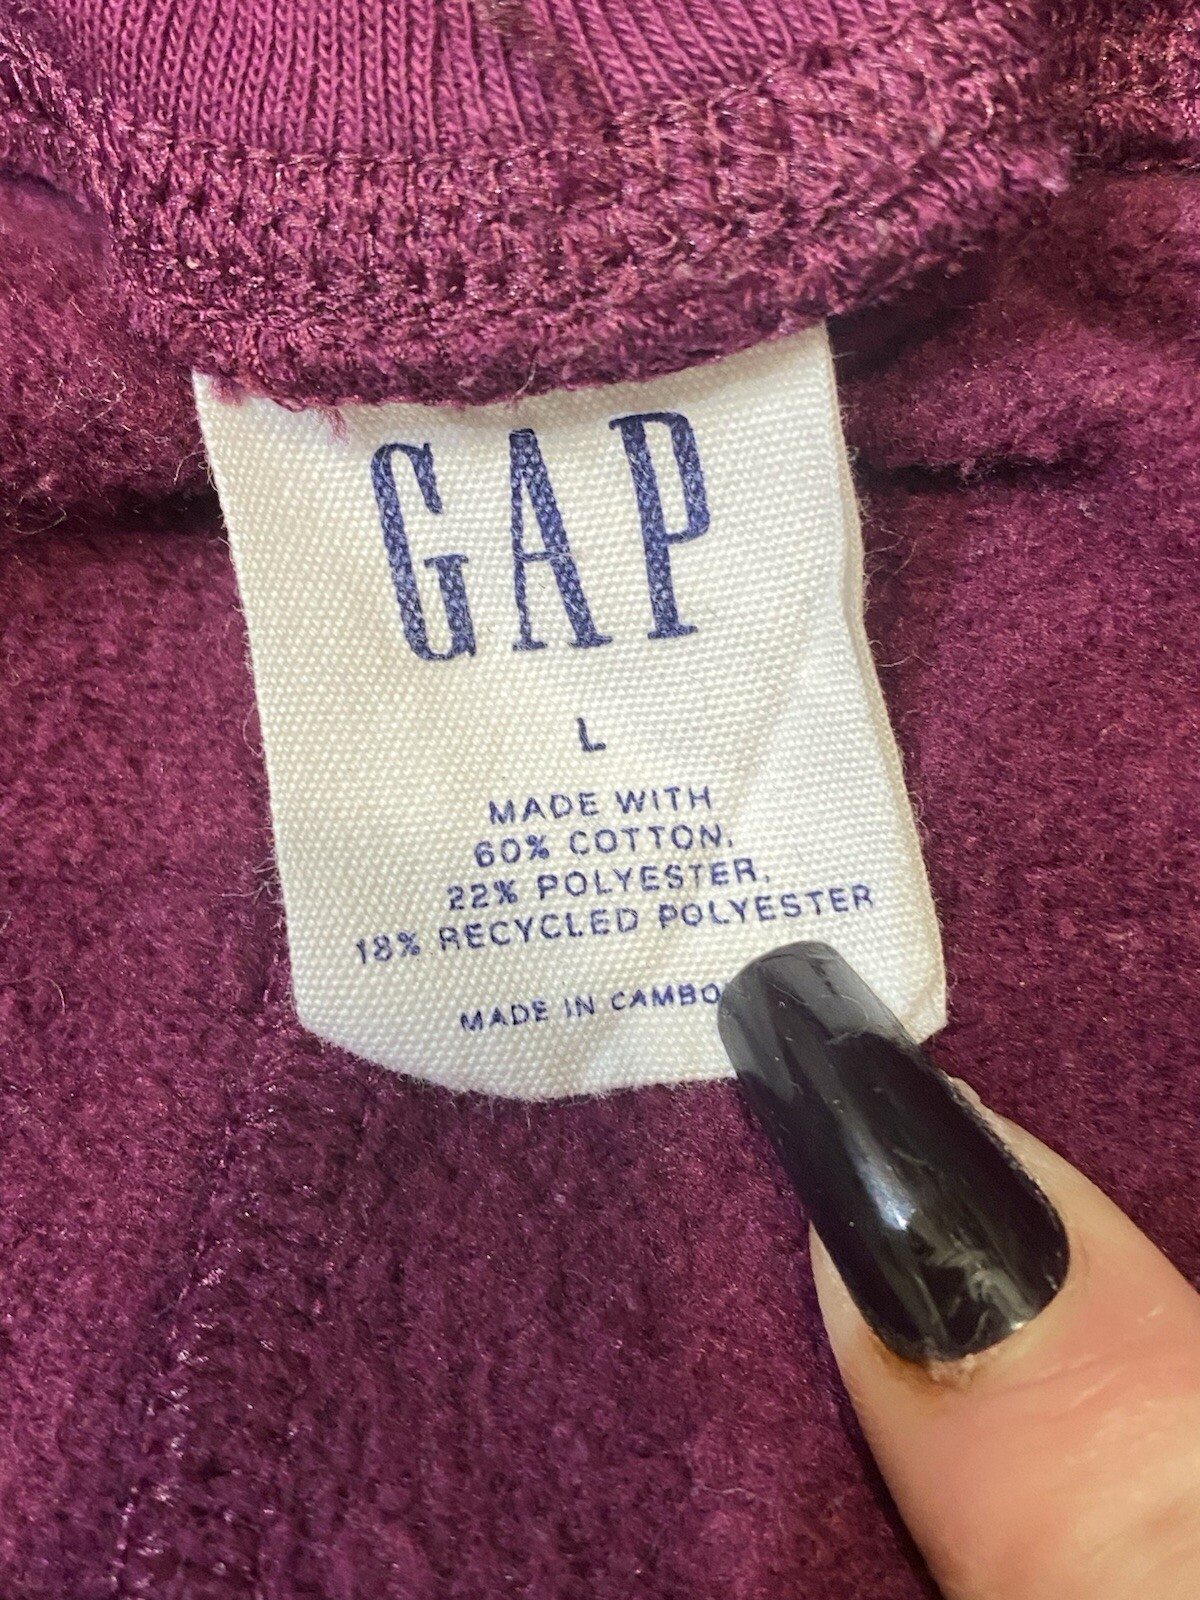 GAP
L
MADE WITH
60% COTTON,
22% POLYESTER,
18% RECYCLED POLYESTER
MADE IN CAMBO